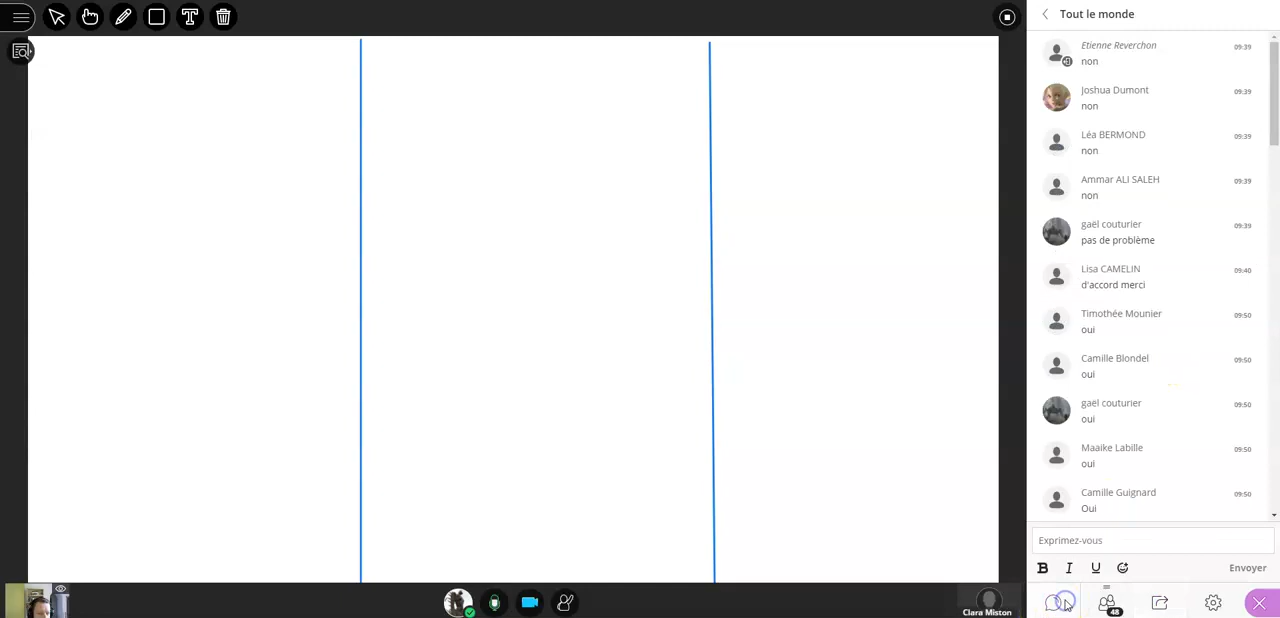 Tout le monde
Etienne Reverchon 09:39
non
Joshua Dumont 09:39
non
Léa BERMOND 09:39
non
Ammar ALI SALEH 09:39
non
gaël couturier 09:39
pas de problème
Lisa CAMELIN 09:40
d'accord merci
Timothée Mounier 09:50
oui
Camille Blondel 09:50
oui
gaël couturier 09:50
oui
Maaike Labille 09:50
oui
Camille Guignard 09:50
Oui
Exprimez-vous
B I U Envoyer
Clara Miston
48